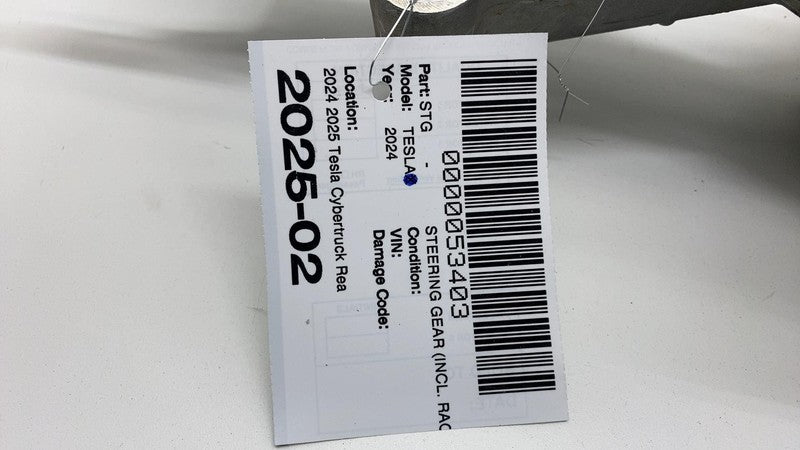 0000053403
Part: STG - STEERING GEAR (INCL. RAC
Model: TESLA Condition:
Year: 2024 VIN:
Damage Code:
Location:
2024 2025 Tesla Cybertruck Rea
2025-02